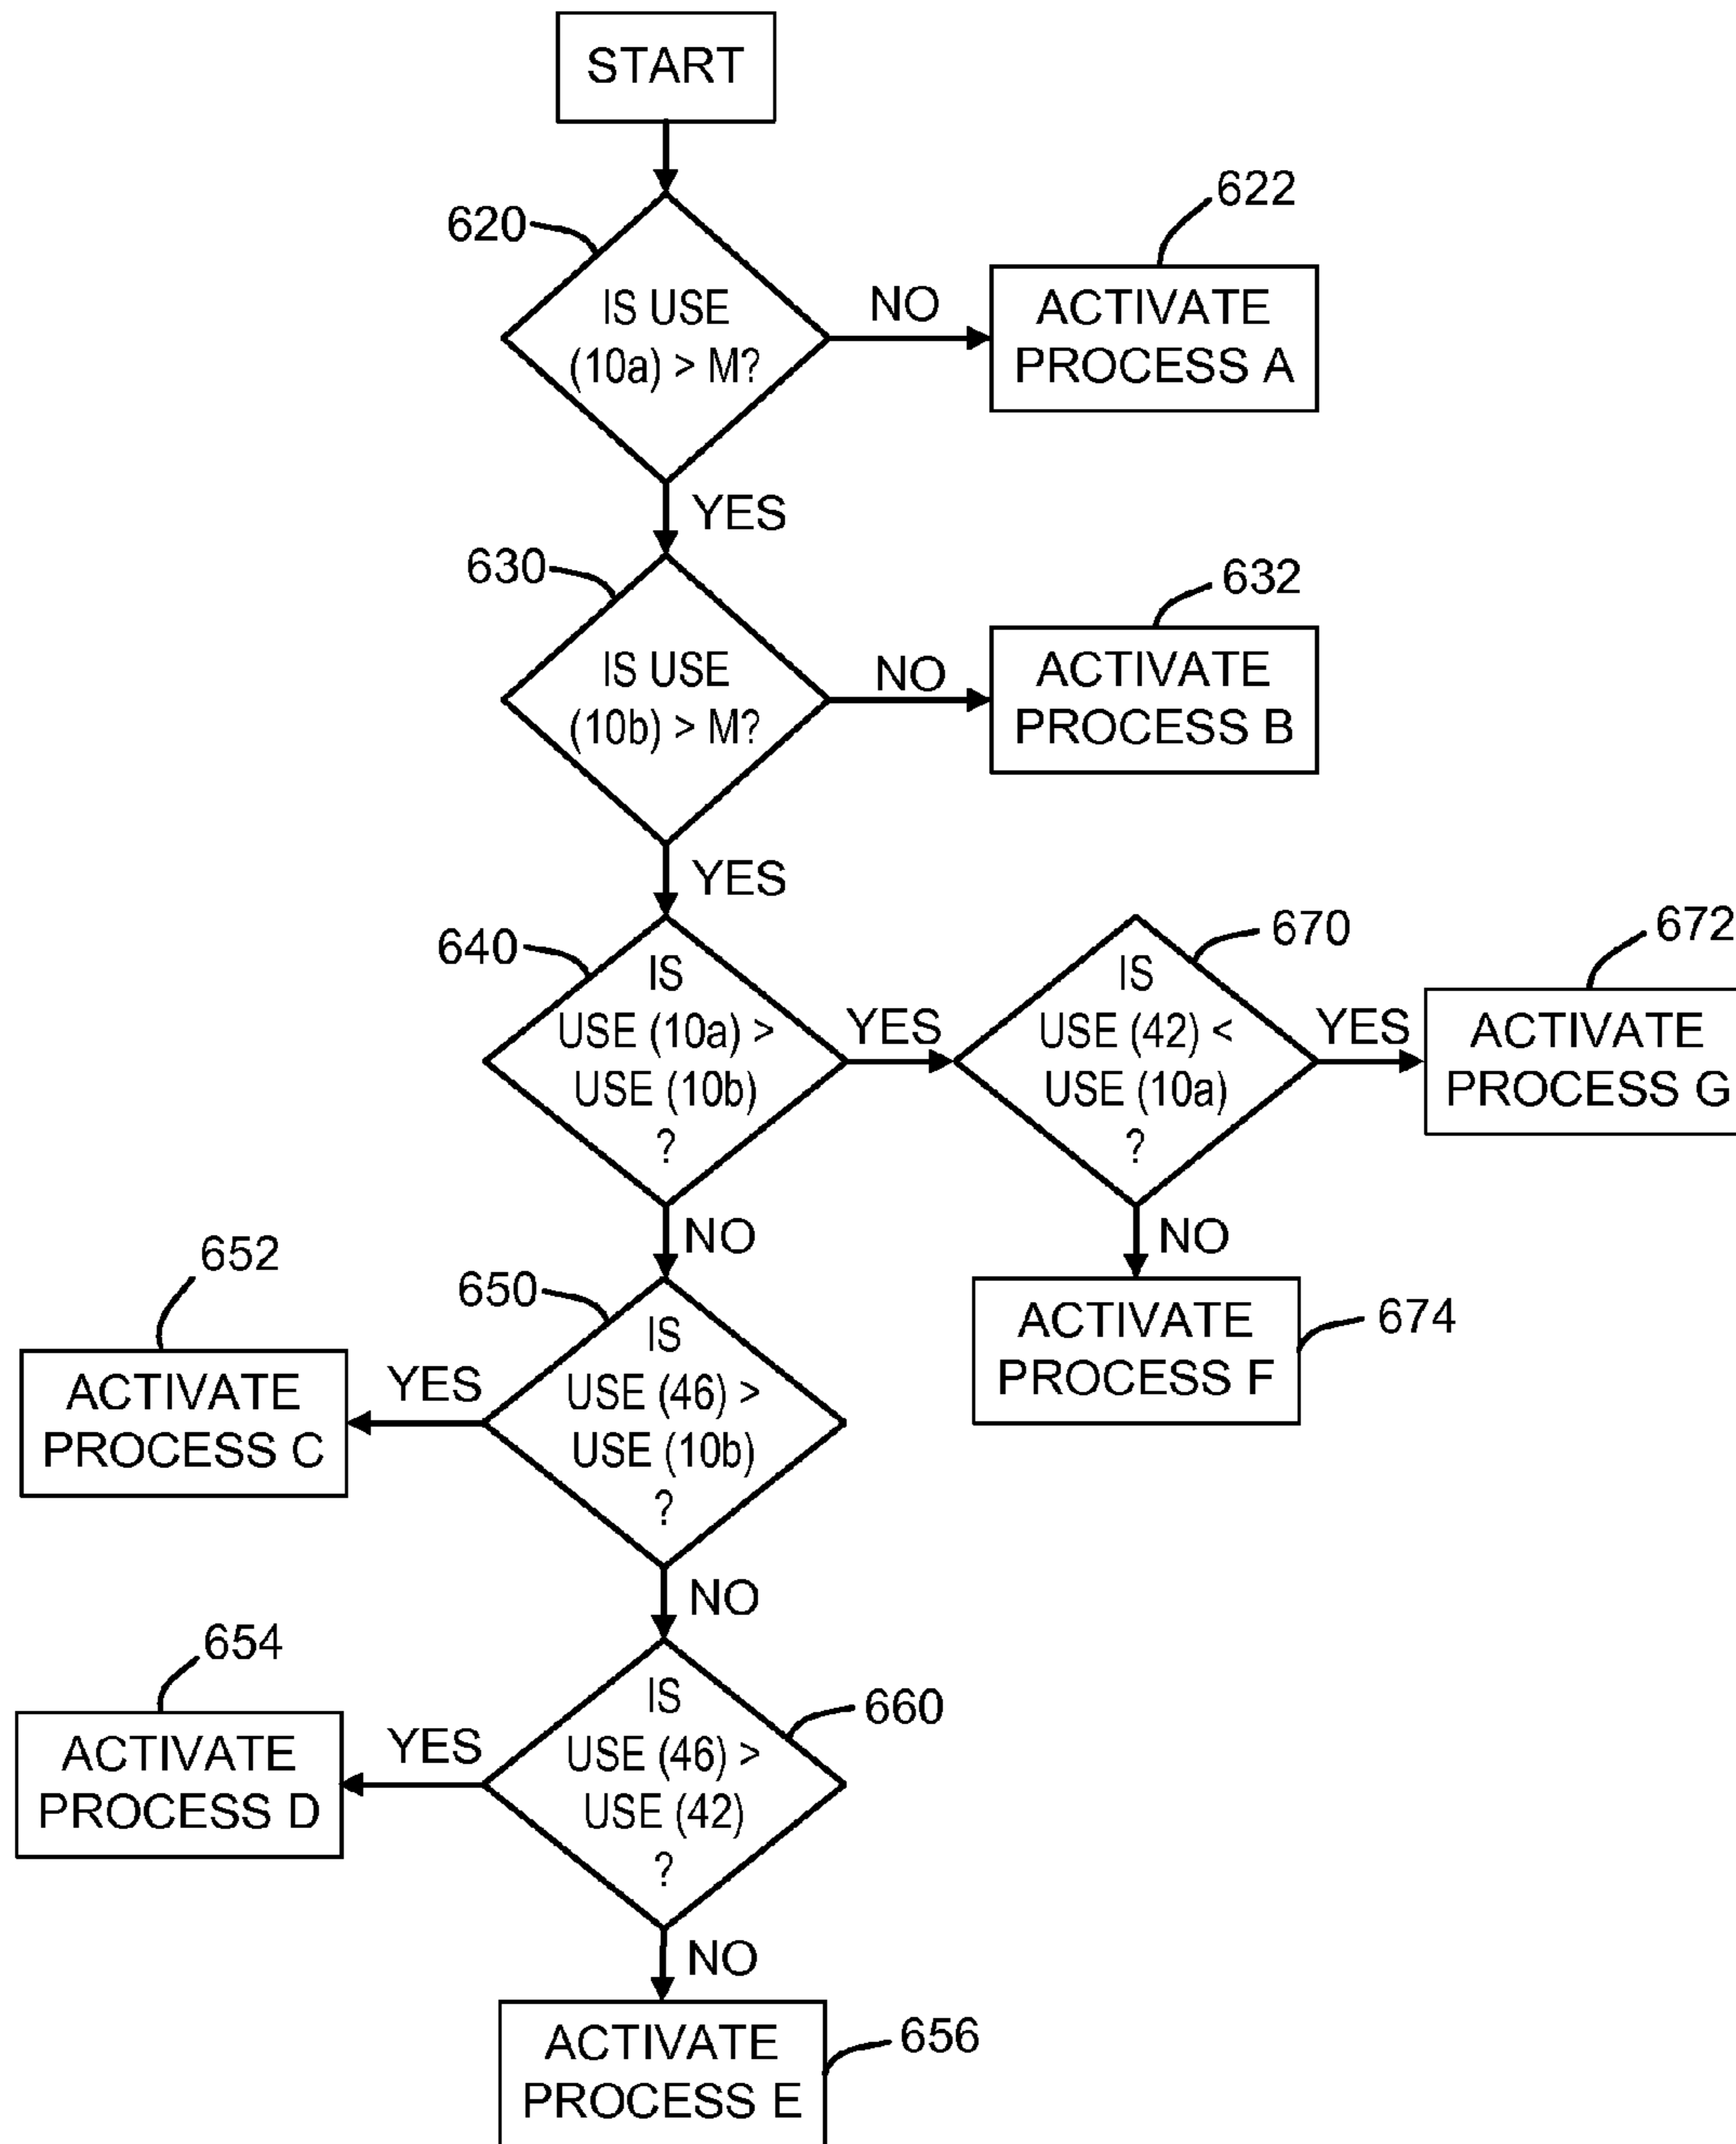 START
620
IS USE
(10a) > M?
NO
622
ACTIVATE
PROCESS A
YES
630
IS USE
(10b) > M?
NO
632
ACTIVATE
PROCESS B
YES
640
IS
USE (10a) >
USE (10b)
?
YES
670
IS
USE (42) <
USE (10a)
?
YES
672
ACTIVATE
PROCESS G
NO
674
ACTIVATE
PROCESS F
NO
650
IS
USE (46) >
USE (10b)
?
YES
652
ACTIVATE
PROCESS C
NO
660
IS
USE (46) >
USE (42)
?
YES
654
ACTIVATE
PROCESS D
NO
656
ACTIVATE
PROCESS E